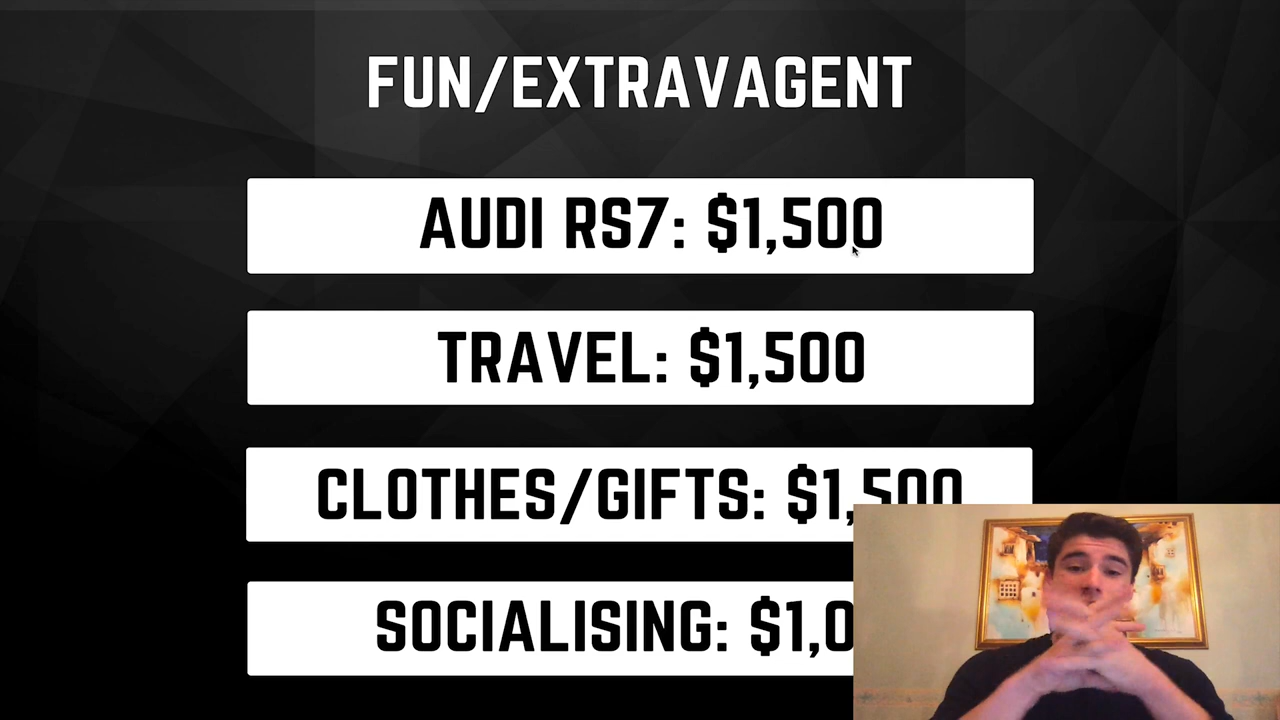 FUN/EXTRAVAGENT
AUDI RS7: $1,500
TRAVEL: $1,500
CLOTHES/GIFTS: $1,500
SOCIALISING: $1,0